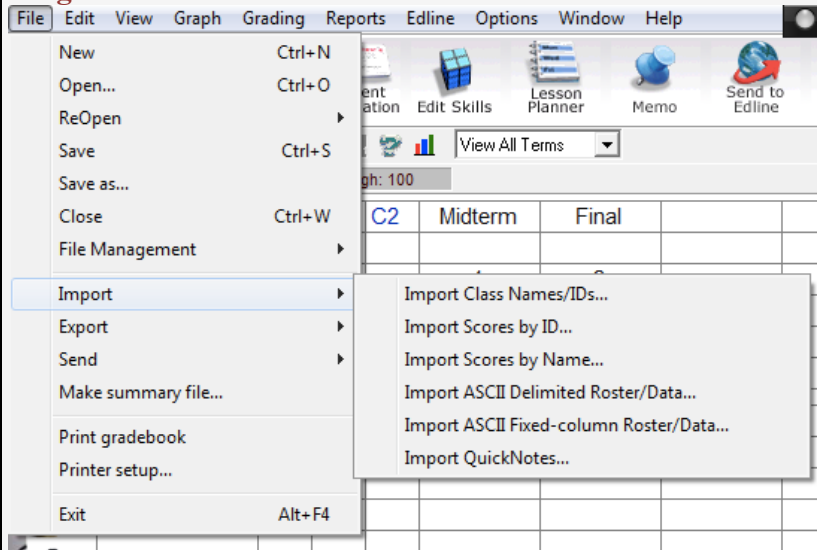 File Edit View Graph Grading Reports Edline Options Window Help
New Ctrl+N
Open... Ctrl+O
ReOpen
Save Ctrl+S
Save as...
Close Ctrl+W
File Management
Import
Export
Send
Make summary file...
Print gradebook
Printer setup...
Exit Alt+F4
Edit Skills
Lesson
Planner
Memo
Send to
Edline
View All Terms
gh: 100
C2 Midterm Final
Import Class Names/IDs...
Import Scores by ID...
Import Scores by Name...
Import ASCII Delimited Roster/Data...
Import ASCII Fixed-column Roster/Data...
Import QuickNotes...